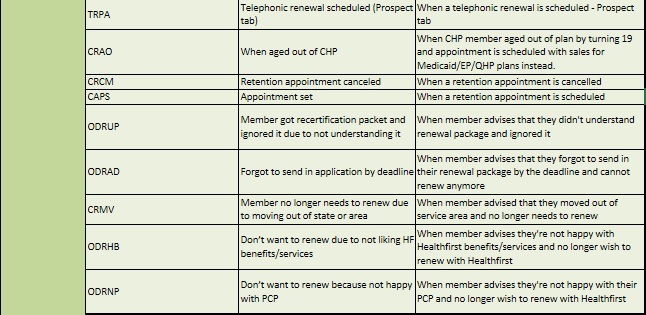 TRPA
Telephonic renewal scheduled (Prospect
tab)
When a telephonic renewal is scheduled - Prospect
tab
CRAO
When aged out of CHP
When CHP member aged out of plan by turning 19
and appointment is scheduled with sales for
Medicaid/EP/QHP plans instead.
CRCM
Retention appointment canceled
When a retention appointment is cancelled
CAPS
Appointment set
When a retention appointment is scheduled
ODRUP
Member got recertification packet and
ignored it due to not understanding it
When member advises that they didn't understand
renewal package and ignored it
ODRAD
Forgot to send in application by deadline
When member advises that they forgot to send in
their renewal package by the deadline and cannot
renew anymore
CRMV
Member no longer needs to renew due
to moving out of state or area
When member advised that they moved out of
service area and no longer needs to renew
ODRHB
Don't want to renew due to not liking HF
benefits/services
When member advises they're not happy with
Healthfirst benefits/services and no longer wish to
renew with Healthfirst
ODRNP
Don't want to renew because not happy
with PCP
When member advises they're not happy with their
PCP and no longer wish to renew with Healthfirst